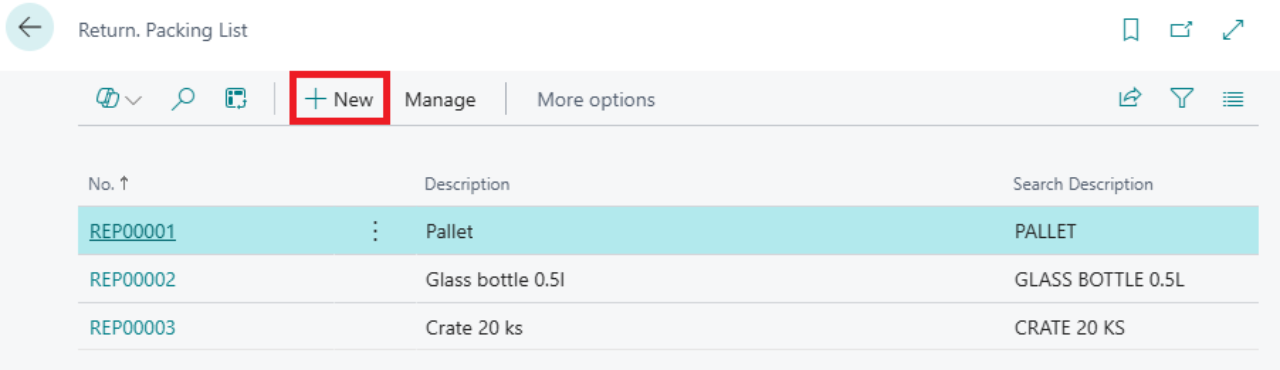 Return. Packing List
New Manage More options
No. ↑ Description Search Description
REP00001 Pallet PALLET
REP00002 Glass bottle 0.5l GLASS BOTTLE 0.5L
REP00003 Crate 20 ks CRATE 20 KS